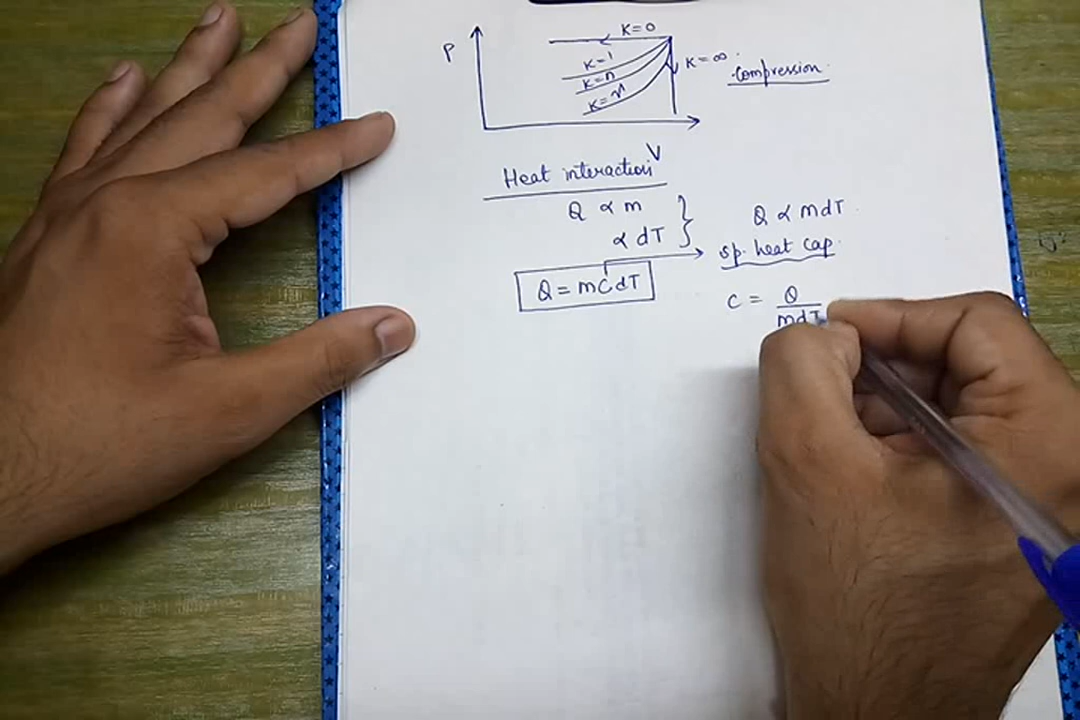 P
K=0
K=1
K=n
K=γ
K=∞
Compression
V
Heat interaction
Q ∝ m
∝ dT
Q ∝ mdT
sp. heat cap.
Q = mCdT
C = Q / mdT